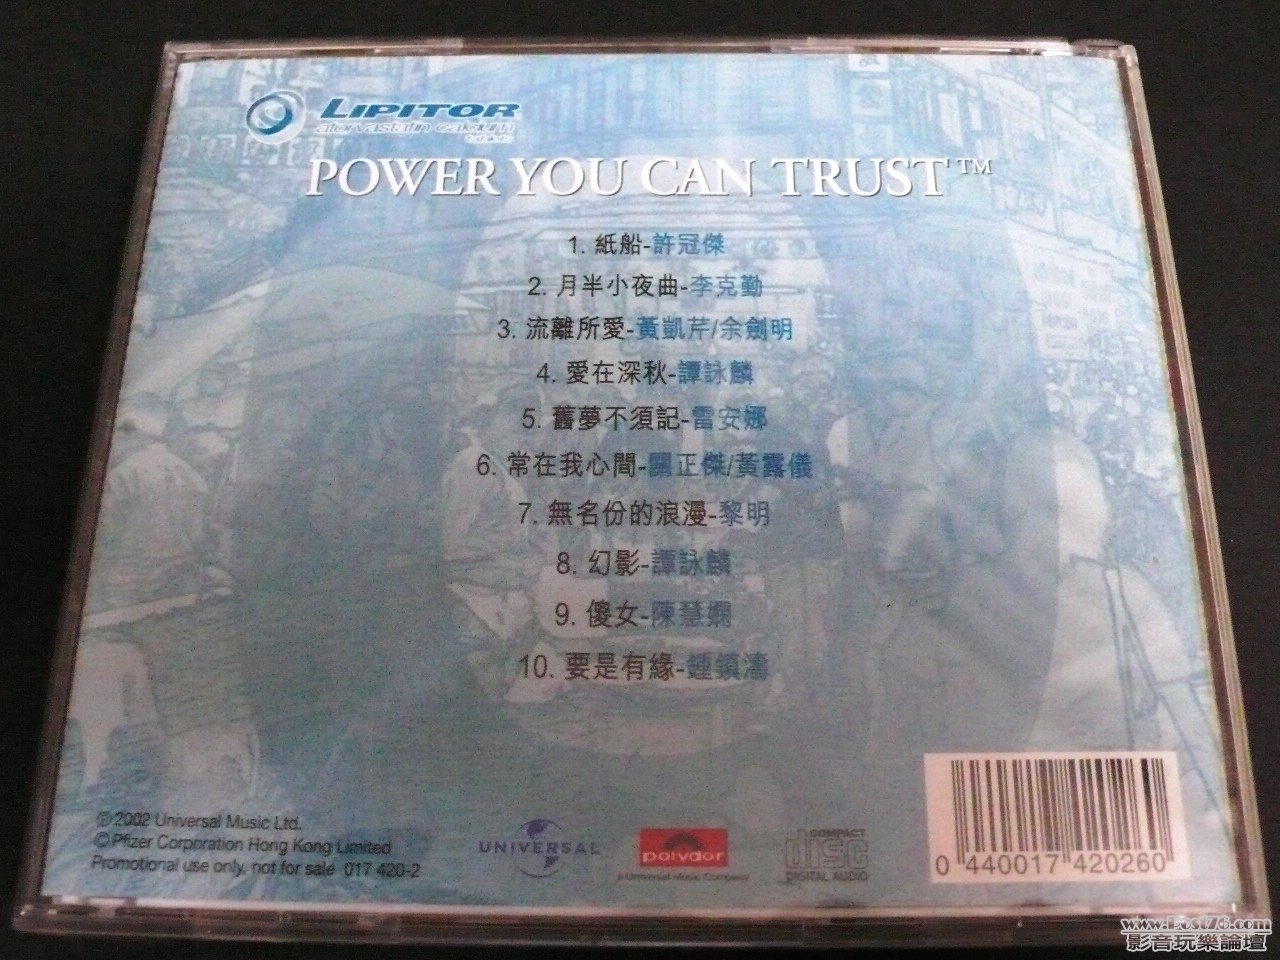 LIPITOR
atorvastatin calcium
tablets
POWER YOU CAN TRUST™
1. 紙船-許冠傑
2. 月半小夜曲-李克勤
3. 流離所愛-黃凱芹/余劍明
4. 愛在深秋-譚詠麟
5. 舊夢不須記-雷安娜
6. 常在我心間-關正傑/黃露儀
7. 無名份的浪漫-黎明
8. 幻影-譚詠麟
9. 傻女-陳慧嫻
10. 要是有緣-鍾鎮濤
℗ 2002 Universal Music Ltd.
© Pfizer Corporation Hong Kong Limited
Promotional use only, not for sale 017 420-2
UNIVERSAL
polydor
a Universal Music Company
COMPACT
disc
DIGITAL AUDIO
0 440017 420260
www.Post76.com
影音玩樂論壇